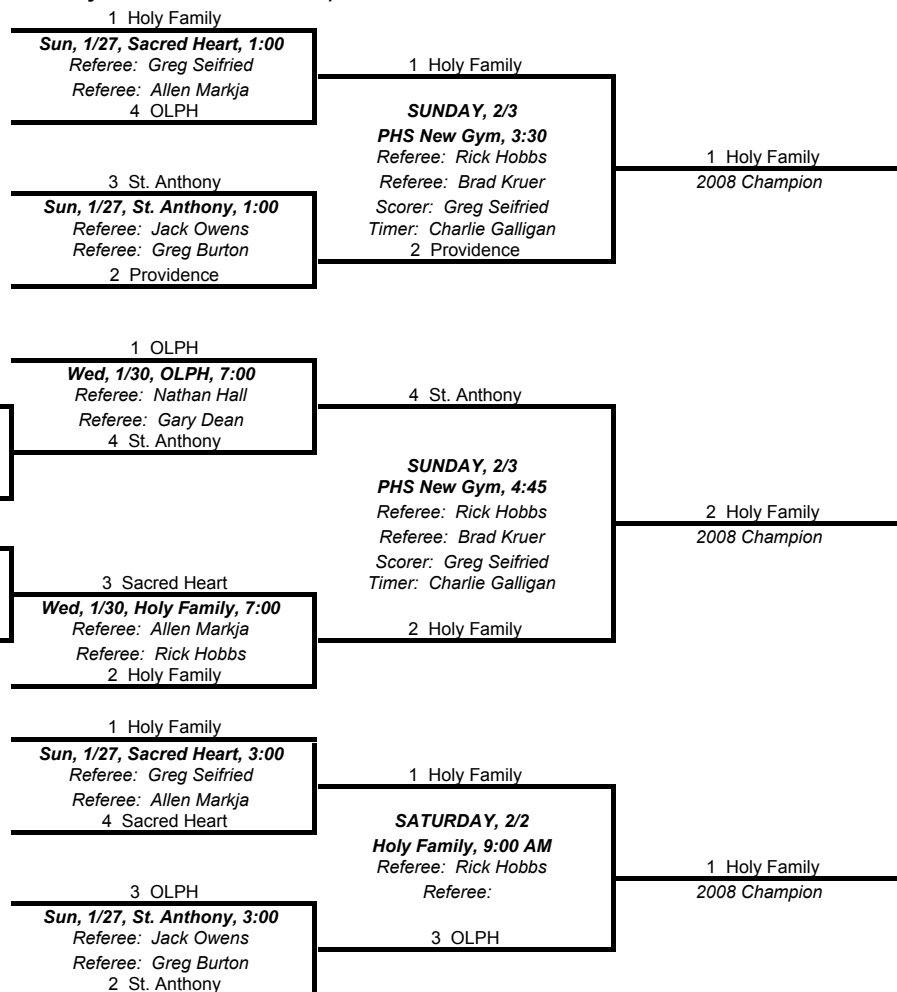 1 Holy Family
Sun, 1/27, Sacred Heart, 1:00
Referee: Greg Seifried
Referee: Allen Markja
4 OLPH
1 Holy Family
SUNDAY, 2/3
PHS New Gym, 3:30
Referee: Rick Hobbs
Referee: Brad Kruer
Scorer: Greg Seifried
Timer: Charlie Galligan
2 Providence
1 Holy Family
2008 Champion
3 St. Anthony
Sun, 1/27, St. Anthony, 1:00
Referee: Jack Owens
Referee: Greg Burton
2 Providence
1 OLPH
Wed, 1/30, OLPH, 7:00
Referee: Nathan Hall
Referee: Gary Dean
4 St. Anthony
4 St. Anthony
SUNDAY, 2/3
PHS New Gym, 4:45
Referee: Rick Hobbs
Referee: Brad Kruer
Scorer: Greg Seifried
Timer: Charlie Galligan
2 Holy Family
2 Holy Family
2008 Champion
3 Sacred Heart
Wed, 1/30, Holy Family, 7:00
Referee: Allen Markja
Referee: Rick Hobbs
2 Holy Family
1 Holy Family
Sun, 1/27, Sacred Heart, 3:00
Referee: Greg Seifried
Referee: Allen Markja
4 Sacred Heart
1 Holy Family
SATURDAY, 2/2
Holy Family, 9:00 AM
Referee: Rick Hobbs
Referee:
3 OLPH
1 Holy Family
2008 Champion
3 OLPH
Sun, 1/27, St. Anthony, 3:00
Referee: Jack Owens
Referee: Greg Burton
2 St. Anthony